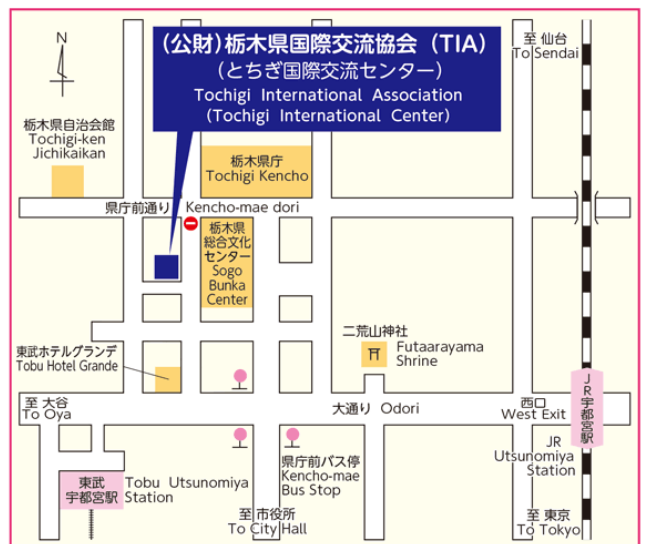 (公財)栃木県国際交流協会 (TIA)
(とちぎ国際交流センター)
Tochigi International Association
(Tochigi International Center)
N
至 仙台
To Sendai
栃木県自治会館
Tochigi-ken
Jichikaikan
栃木県庁
Tochigi Kencho
県庁前通り Kencho-mae dori
栃木県
総合文化
センター
Sogo
Bunka
Center
二荒山神社
Futaarayama
Shrine
東武ホテルグランデ
Tobu Hotel Grande
至 大谷
To Oya
大通り Odori
西口
West Exit
JR宇都宮駅
JR
Utsunomiya
Station
東武
宇都宮駅
Tobu Utsunomiya
Station
県庁前バス停
Kencho-mae
Bus Stop
至 市役所
To City Hall
至 東京
To Tokyo